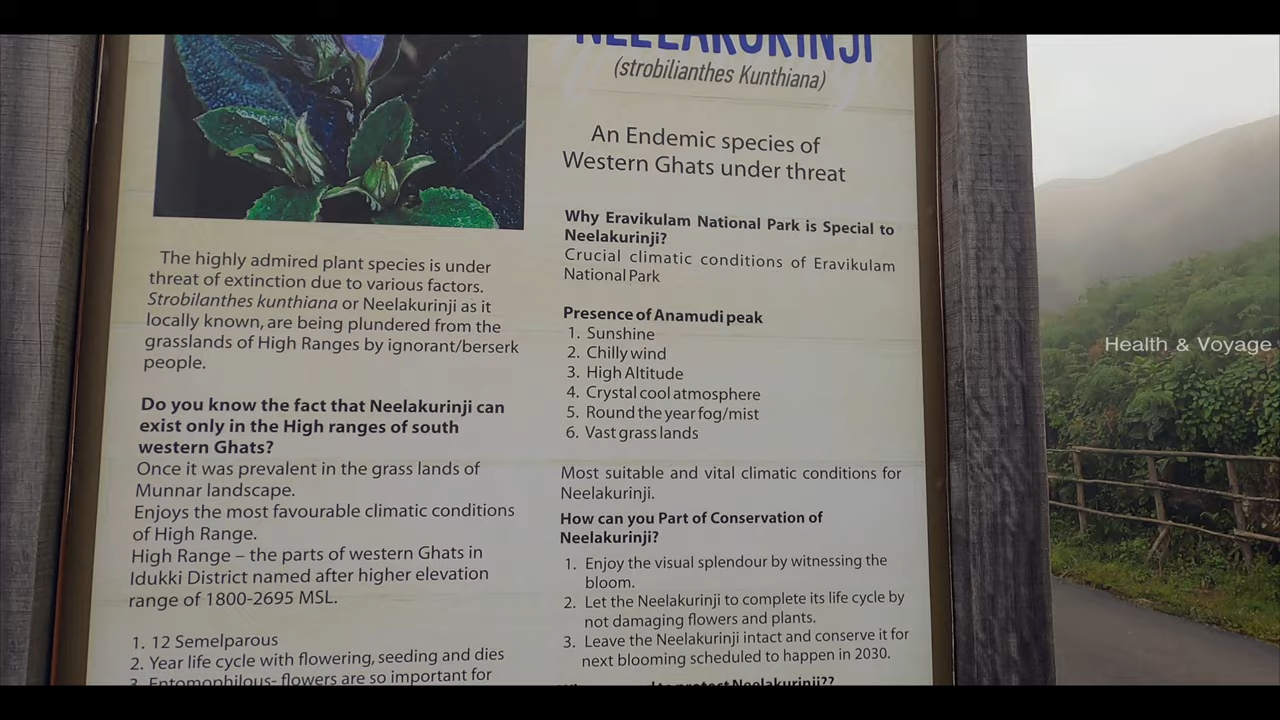 NEELAKURINJI
(strobilianthes Kunthiana)
An Endemic species of
Western Ghats under threat
The highly admired plant species is under
threat of extinction due to various factors.
Strobilanthes kunthiana or Neelakurinji as it
locally known, are being plundered from the
grasslands of High Ranges by ignorant/berserk
people.
Do you know the fact that Neelakurinji can
exist only in the High ranges of south
western Ghats?
Once it was prevalent in the grass lands of
Munnar landscape.
Enjoys the most favourable climatic conditions
of High Range.
High Range – the parts of western Ghats in
Idukki District named after higher elevation
range of 1800-2695 MSL.
1. 12 Semelparous
2. Year life cycle with flowering, seeding and dies
3. Entomophilous- flowers are so important for
Why Eravikulam National Park is Special to
Neelakurinji?
Crucial climatic conditions of Eravikulam
National Park
Presence of Anamudi peak
1. Sunshine
2. Chilly wind
3. High Altitude
4. Crystal cool atmosphere
5. Round the year fog/mist
6. Vast grass lands
Most suitable and vital climatic conditions for
Neelakurinji.
How can you Part of Conservation of
Neelakurinji?
1. Enjoy the visual splendour by witnessing the
bloom.
2. Let the Neelakurinji to complete its life cycle by
not damaging flowers and plants.
3. Leave the Neelakurinji intact and conserve it for
next blooming scheduled to happen in 2030.
to protect Neelakurinji??
Health & Voyage